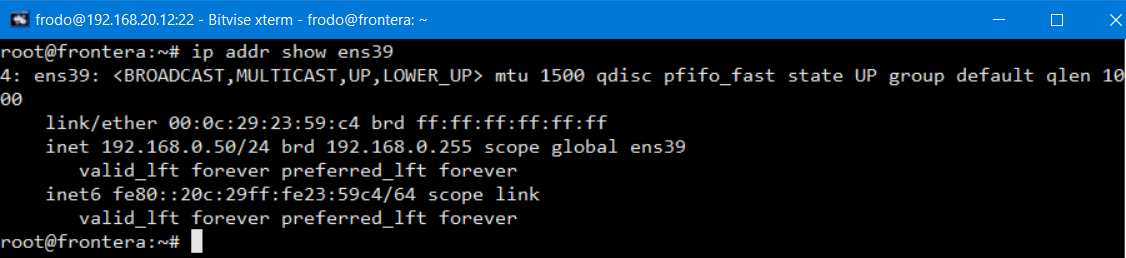 frodo@192.168.20.12:22 - Bitvise xterm - frodo@frontera: ~
root@frontera:~# ip addr show ens39
4: ens39: <BROADCAST,MULTICAST,UP,LOWER_UP> mtu 1500 qdisc pfifo_fast state UP group default qlen 10
00
    link/ether 00:0c:29:23:59:c4 brd ff:ff:ff:ff:ff:ff
    inet 192.168.0.50/24 brd 192.168.0.255 scope global ens39
       valid_lft forever preferred_lft forever
    inet6 fe80::20c:29ff:fe23:59c4/64 scope link
       valid_lft forever preferred_lft forever
root@frontera:~#